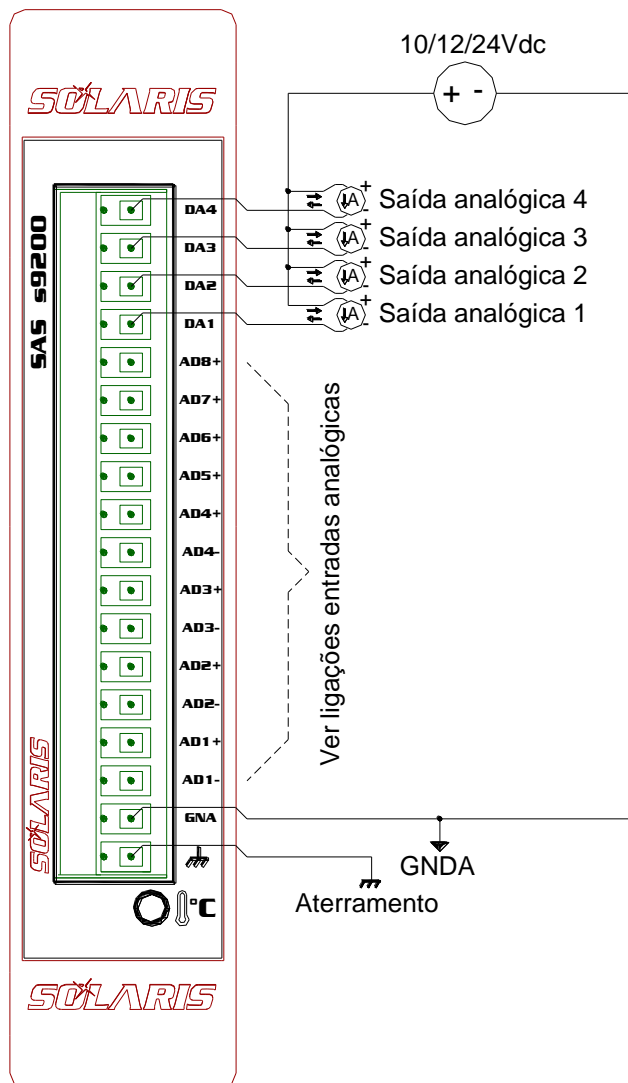 10/12/24Vdc
+ -
SOLARIS
SAS s9200
DA4
DA3
DA2
DA1
AD8+
AD7+
AD6+
AD5+
AD4+
AD4-
AD3+
AD3-
AD2+
AD2-
AD1+
AD1-
GNA
°C
SOLARIS
SOLARIS
A + - Saída analógica 4
A + - Saída analógica 3
A + - Saída analógica 2
A + - Saída analógica 1
Ver ligações entradas analógicas
GNDA
Aterramento